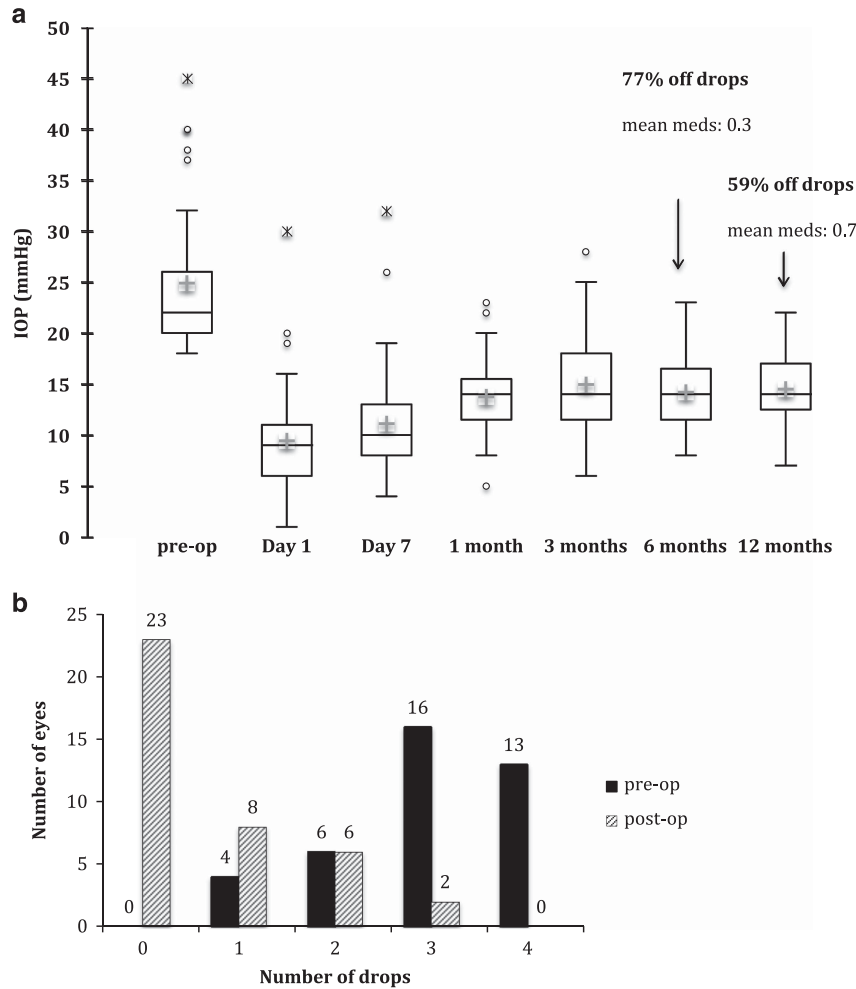 a
50
45
40
35
30
25
20
15
10
5
0
IOP (mmHg)
77% off drops
mean meds: 0.3
59% off drops
mean meds: 0.7
pre-op Day 1 Day 7 1 month 3 months 6 months 12 months
b
25
20
15
10
5
0
Number of eyes
0 23
4 8
6 6
16 2
13 0
pre-op
post-op
0 1 2 3 4
Number of drops